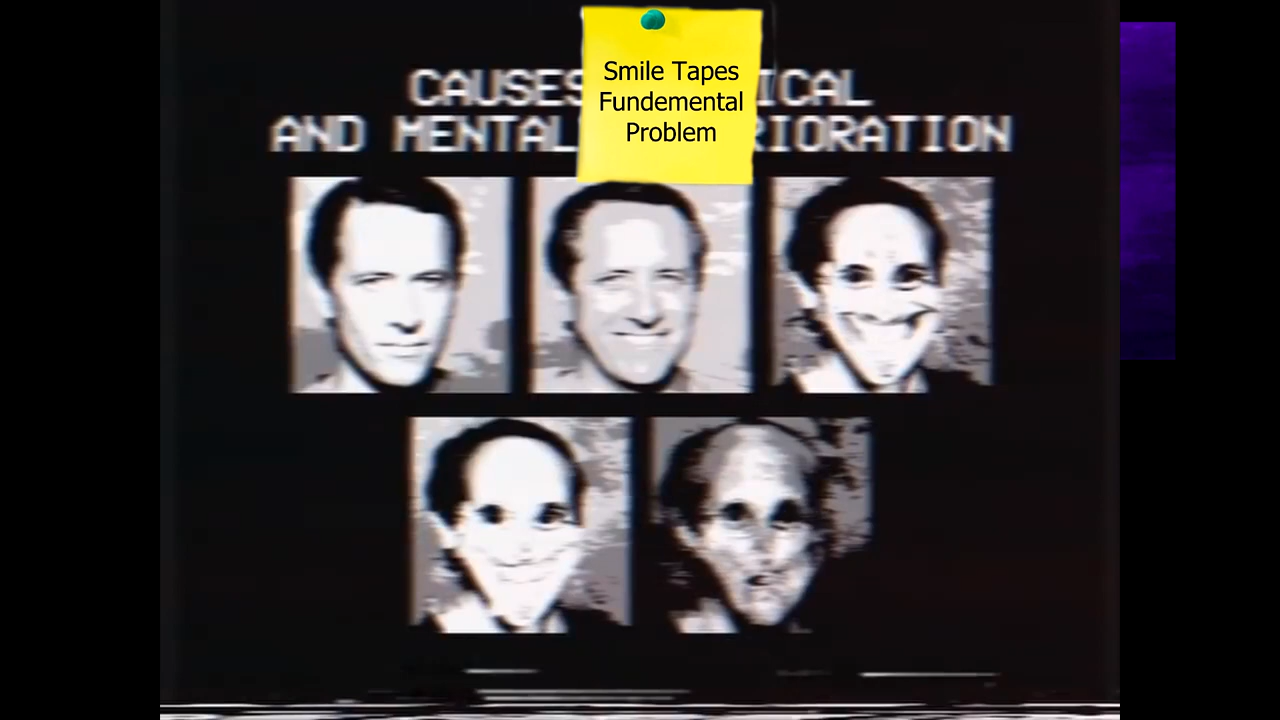 Smile Tapes
Fundemental
Problem
CAUSES ICAL
AND MENTAL RIORATION